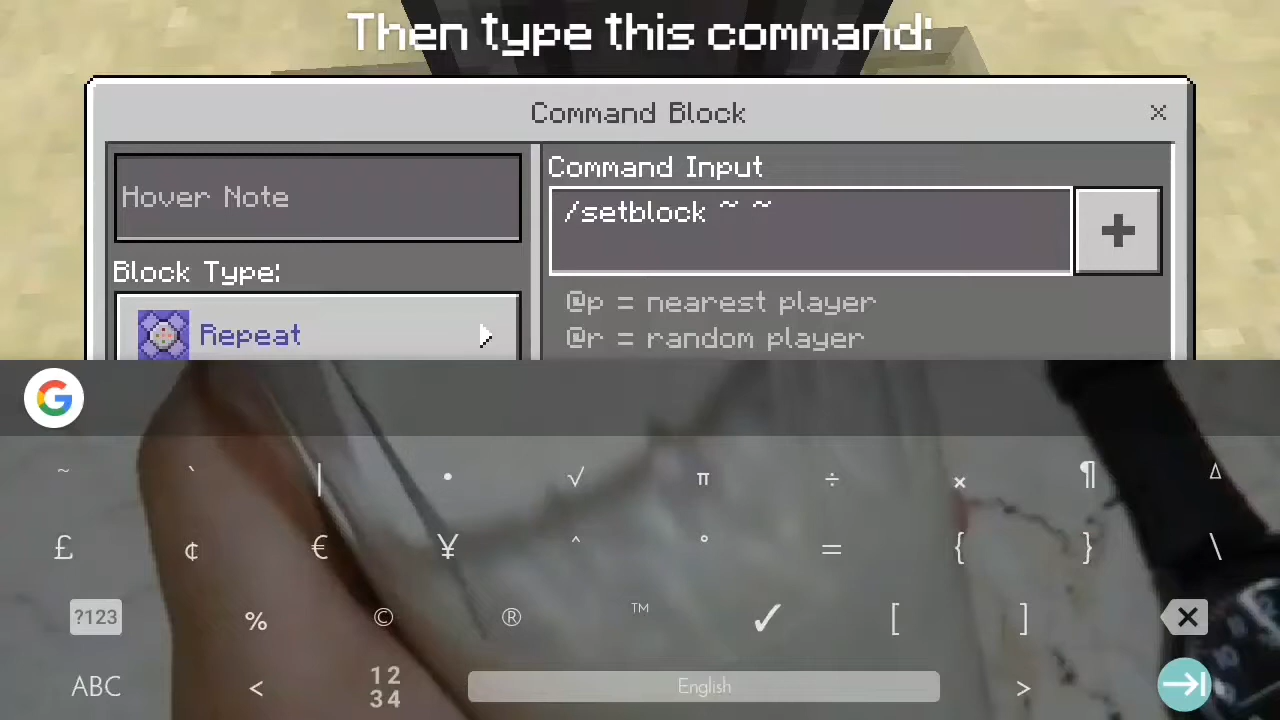 Then type this command:
Command Block
Hover Note
Command Input
/setblock ~ ~
Block Type:
@p = nearest player
Repeat
@r = random player
~ ` | • √ π ÷ × ¶ Δ
£ ¢ € ¥ ^ ° = { } \
?123 % © ® ™ ✓ [ ]
ABC < 12 34 English >